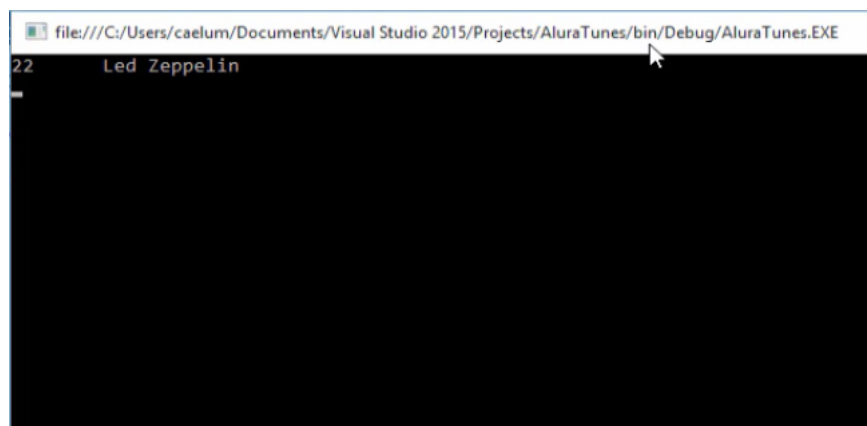 file:///C:/Users/caelum/Documents/Visual Studio 2015/Projects/AluraTunes/bin/Debug/AluraTunes.EXE
22 Led Zeppelin